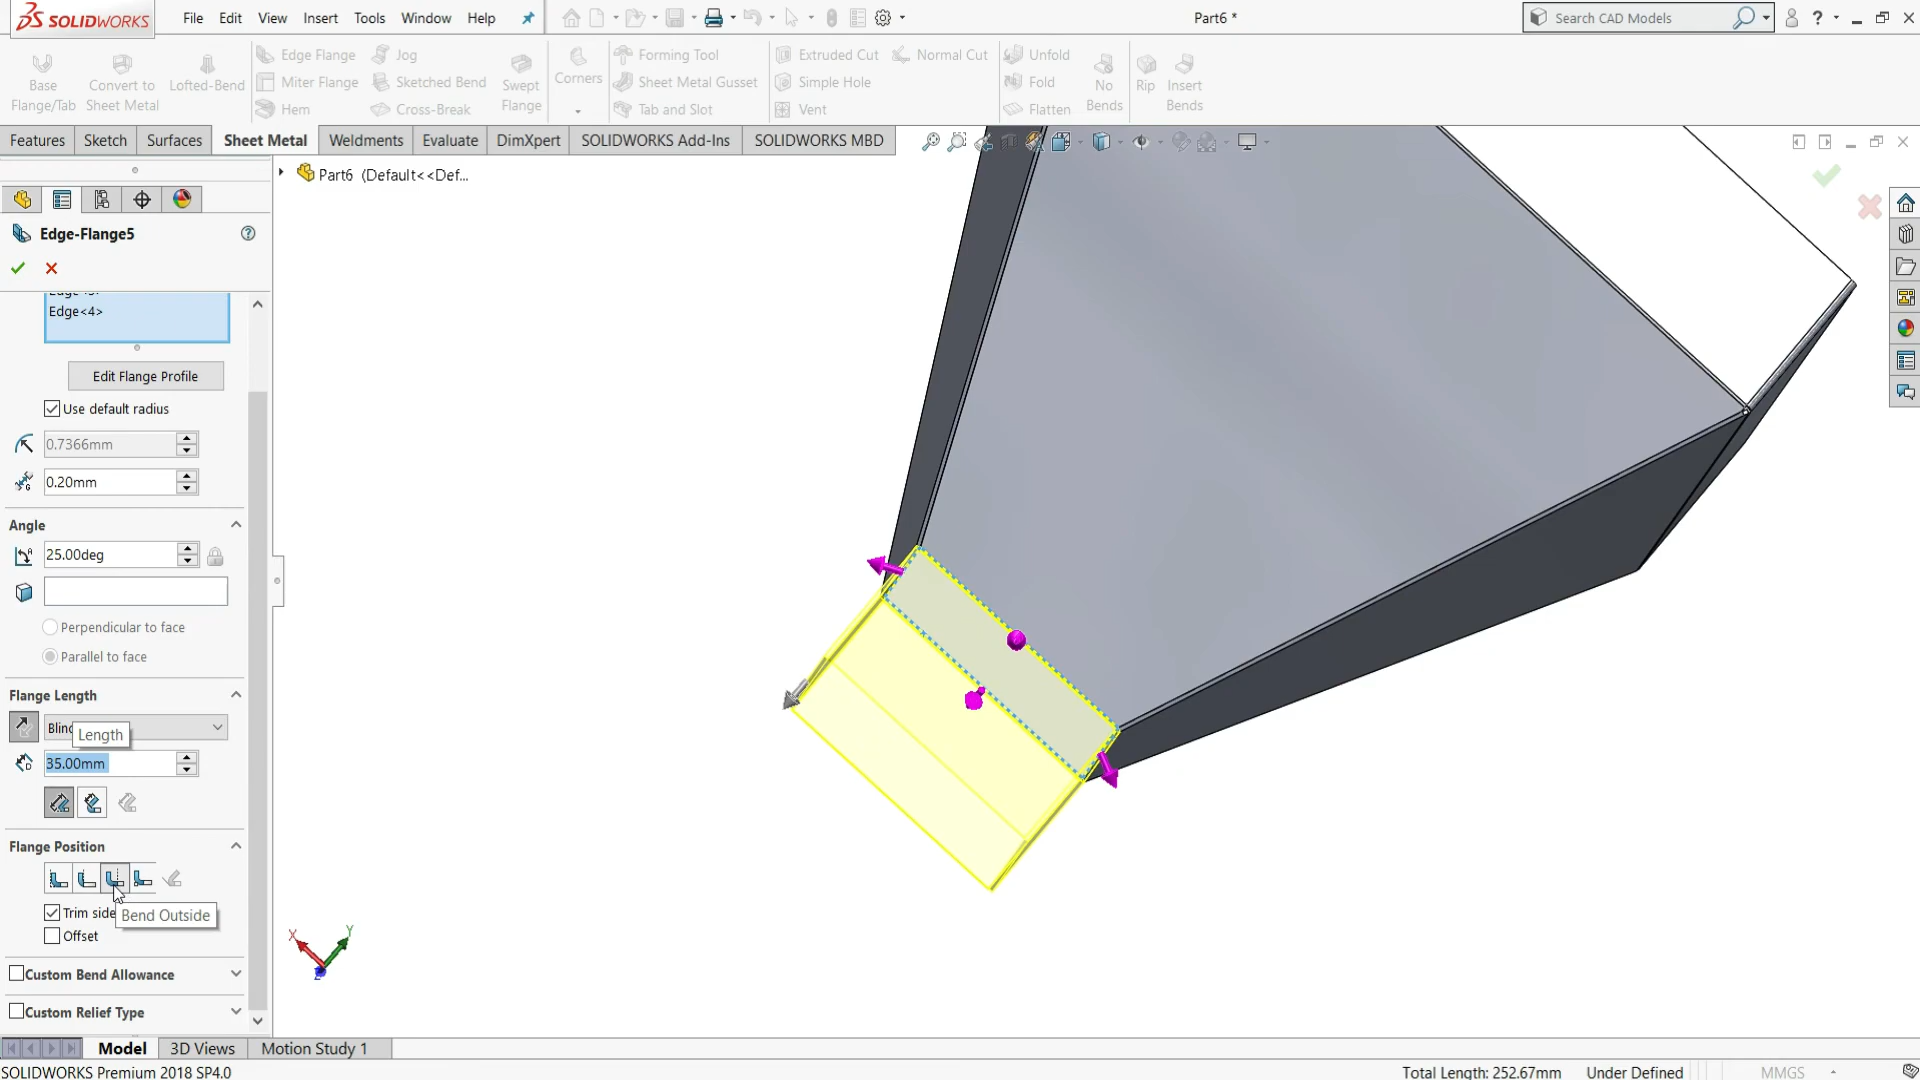 SOLIDWORKS
File Edit View Insert Tools Window Help
Part6 *
Search CAD Models
Base Flange/Tab
Convert to Sheet Metal
Lofted-Bend
Edge Flange
Miter Flange
Hem
Jog
Sketched Bend
Cross-Break
Swept Flange
Corners
Forming Tool
Sheet Metal Gusset
Tab and Slot
Extruded Cut
Simple Hole
Vent
Normal Cut
Unfold
Fold
Flatten
No Bends
Rip
Insert Bends
Features Sketch Surfaces Sheet Metal Weldments Evaluate DimXpert SOLIDWORKS Add-Ins SOLIDWORKS MBD
Part6 (Default<<Def...
Edge-Flange5
Edge<4>
Edit Flange Profile
Use default radius
0.7366mm
0.20mm
Angle
25.00deg
Perpendicular to face
Parallel to face
Flange Length
Length
35.00mm
Flange Position
Trim side
Bend Outside
Offset
Custom Bend Allowance
Custom Relief Type
X
Y
Z
Model 3D Views Motion Study 1
SOLIDWORKS Premium 2018 SP4.0
Total Length: 252.67mm Under Defined MMGS